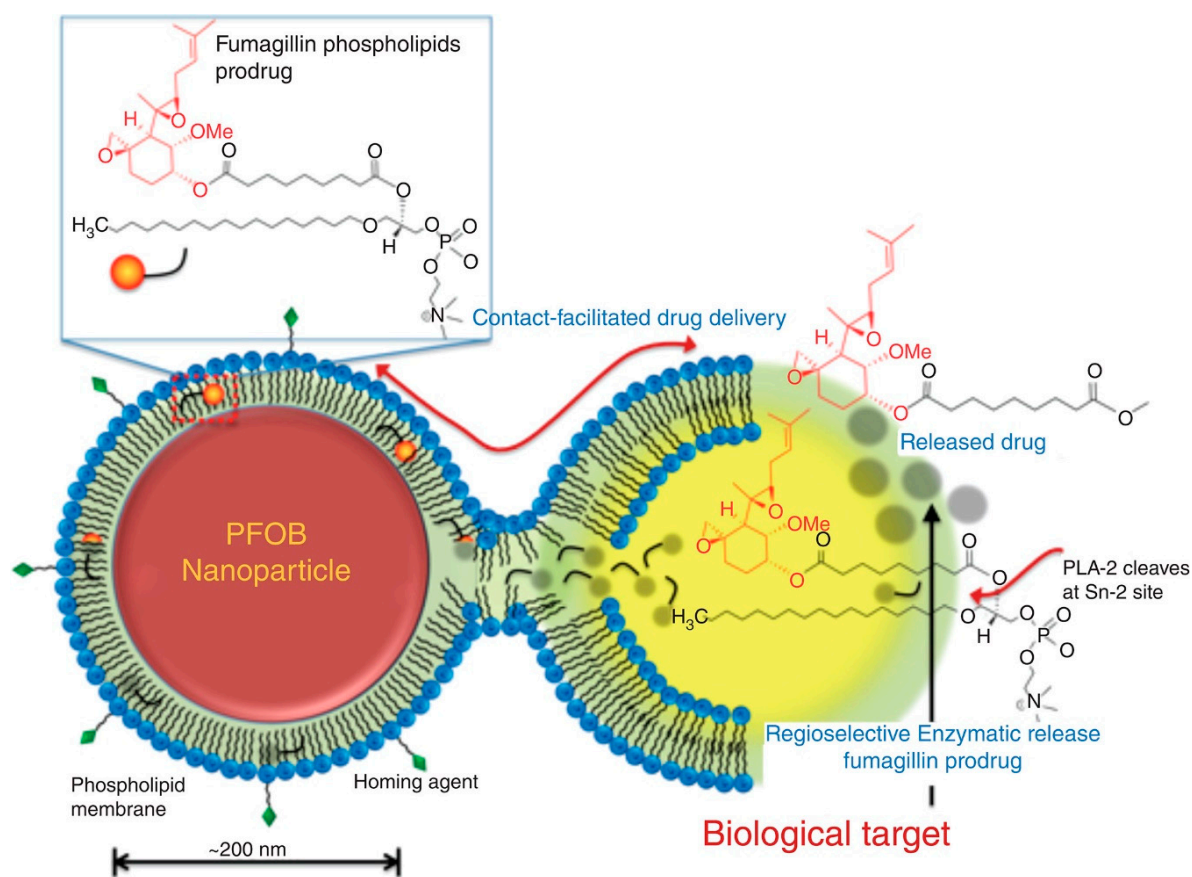 Fumagillin phospholipids
prodrug
H
O
OMe
O
O
O
O
O
H3C
O
H
O
P
O
O
O
N
Contact-facilitated drug delivery
H
O
OMe
O
O
O
O
O
Released drug
PFOB
Nanoparticle
H
O
OMe
O
O
O
O
O
PLA-2 cleaves
at Sn-2 site
H3C
O
H
O
P
O
O
O
N
Regioselective Enzymatic release
fumagillin prodrug
Phospholipid
membrane
Homing agent
Biological target
~200 nm